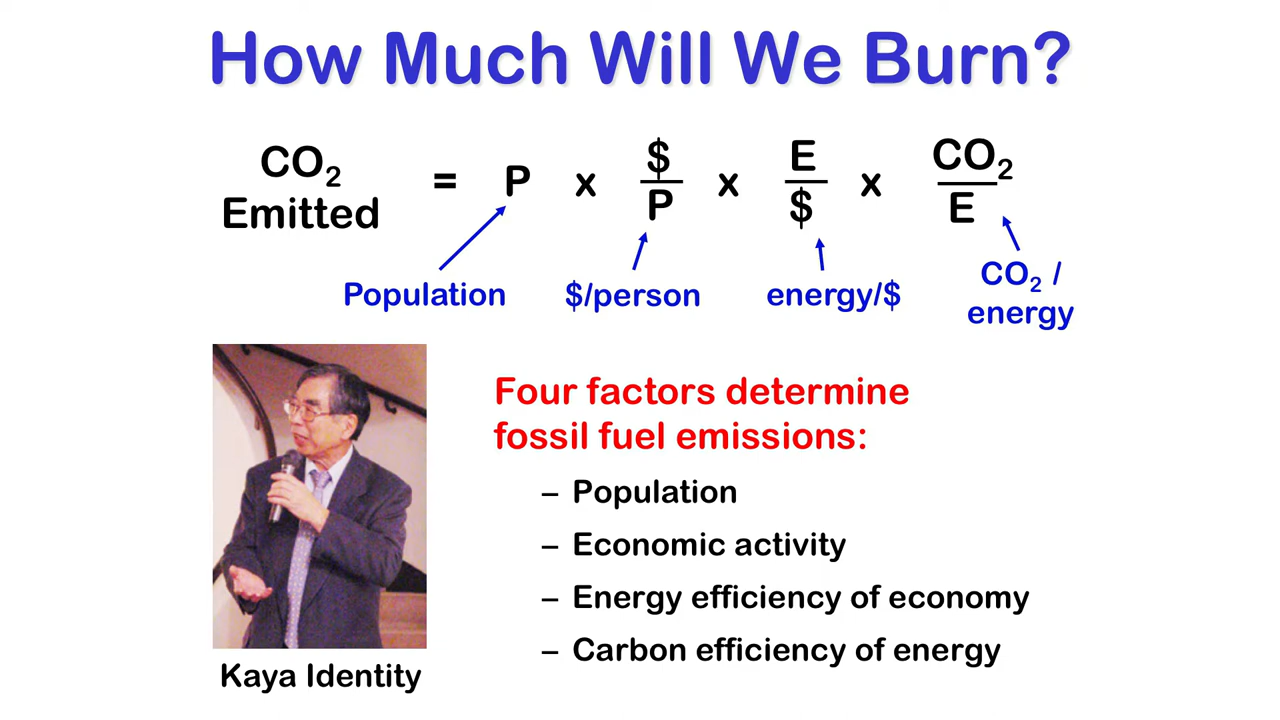 How Much Will We Burn?
CO₂ Emitted = P x $/P x E/$ x CO₂/E
Population
$/person
energy/$
CO₂ /
energy
Four factors determine
fossil fuel emissions:
– Population
– Economic activity
– Energy efficiency of economy
– Carbon efficiency of energy
Kaya Identity